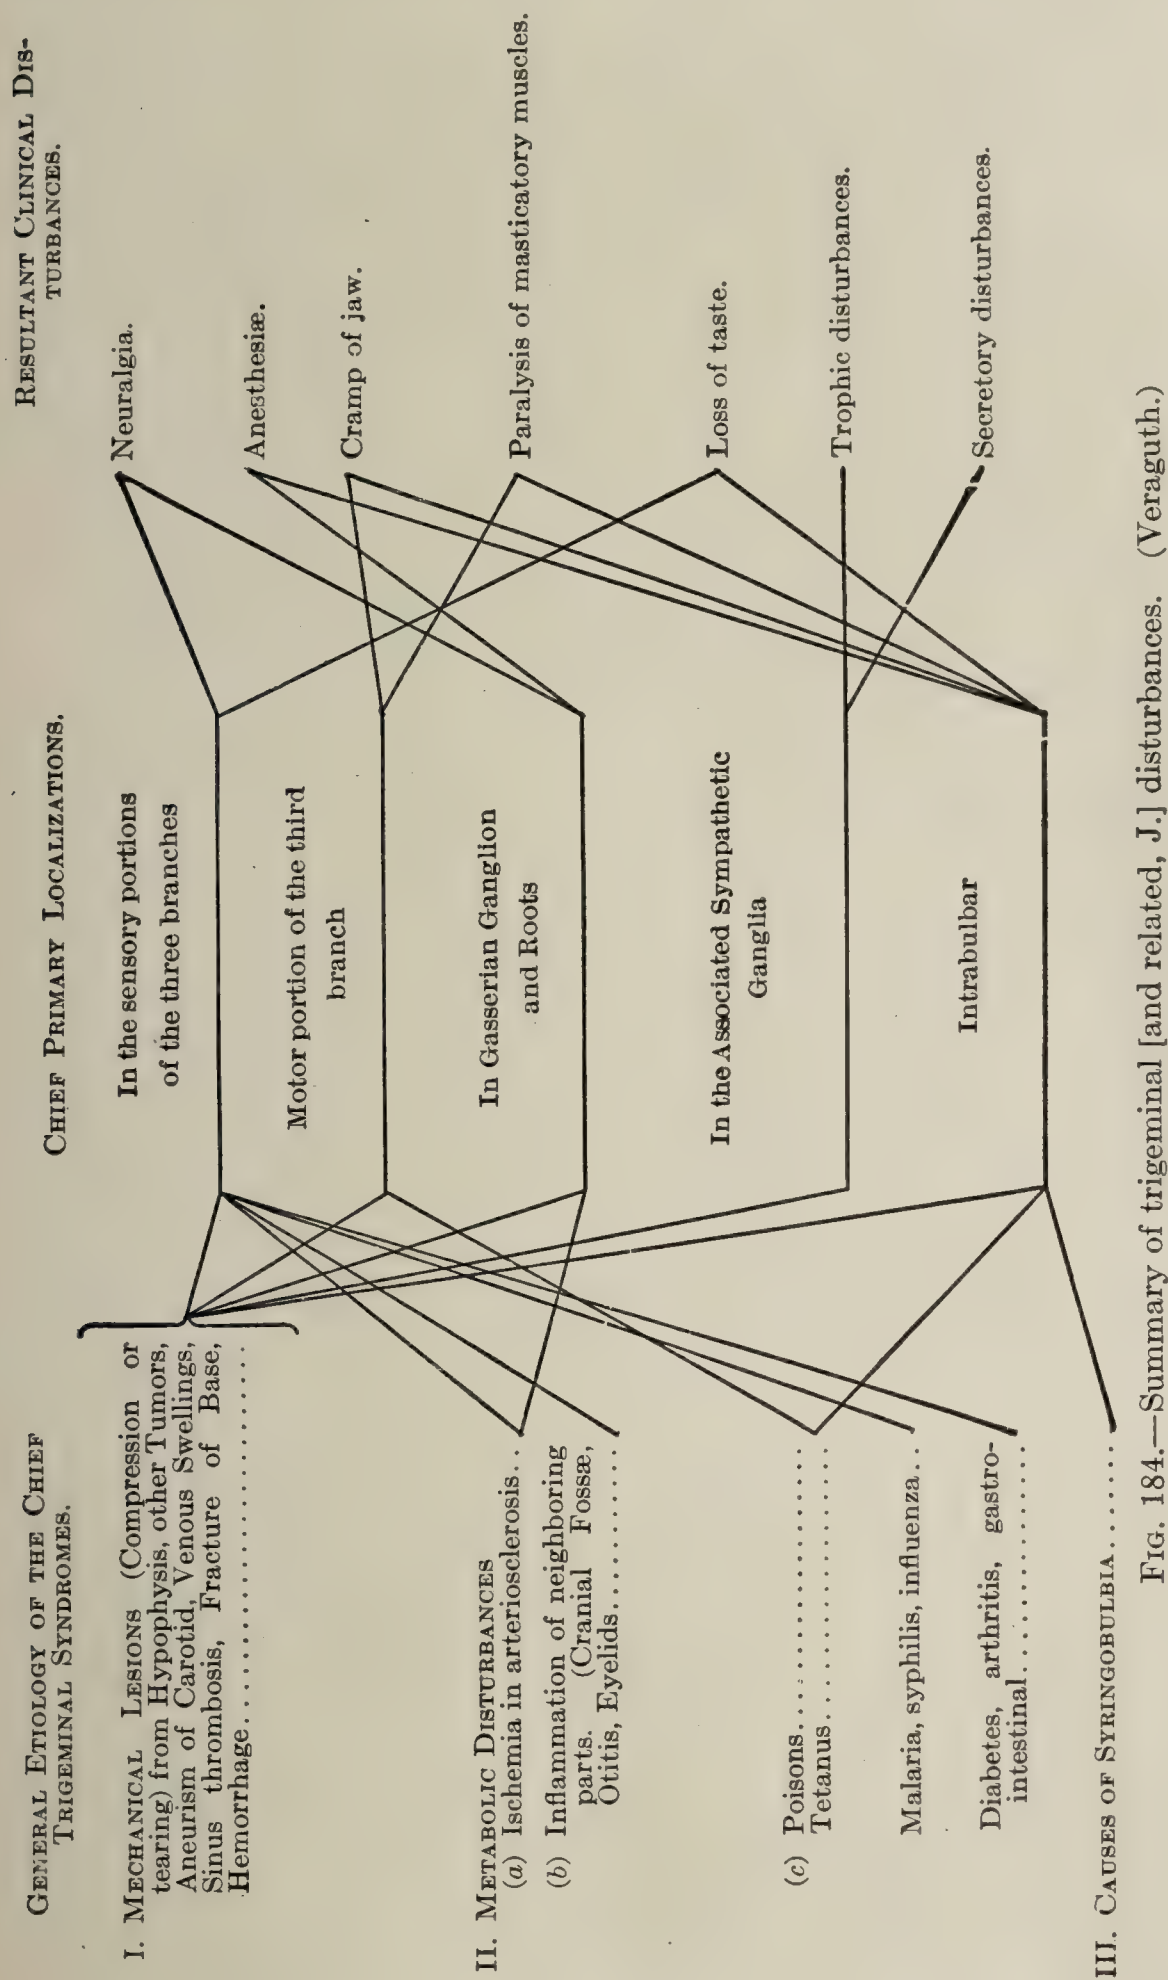 GENERAL ETIOLOGY OF THE CHIEF
TRIGEMINAL SYNDROMES.
I. MECHANICAL LESIONS (Compression or
tearing) from Hypophysis, other Tumors,
Aneurism of Carotid, Venous Swellings,
Sinus thrombosis, Fracture of Base,
Hemorrhage
II. METABOLIC DISTURBANCES
(a) Ischemia in arteriosclerosis..
(b) Inflammation of neighboring
parts. (Cranial Fossæ,
Otitis, Eyelids
(c) Poisons
Tetanus
Malaria, syphilis, influenza..
Diabetes, arthritis, gastro-
intestinal
III. CAUSES OF SYRINGOBULBIA
CHIEF PRIMARY LOCALIZATIONS.
In the sensory portions
of the three branches
Motor portion of the third
branch
In Gasserian Ganglion
and Roots
In the Associated Sympathetic
Ganglia
Intrabulbar
RESULTANT CLINICAL DIS-
TURBANCES.
Neuralgia.
Anesthesiæ.
Cramp of jaw.
Paralysis of masticatory muscles.
Loss of taste.
Trophic disturbances.
Secretory disturbances.
FIG. 184.—Summary of trigeminal [and related, J.] disturbances. (Veraguth.)